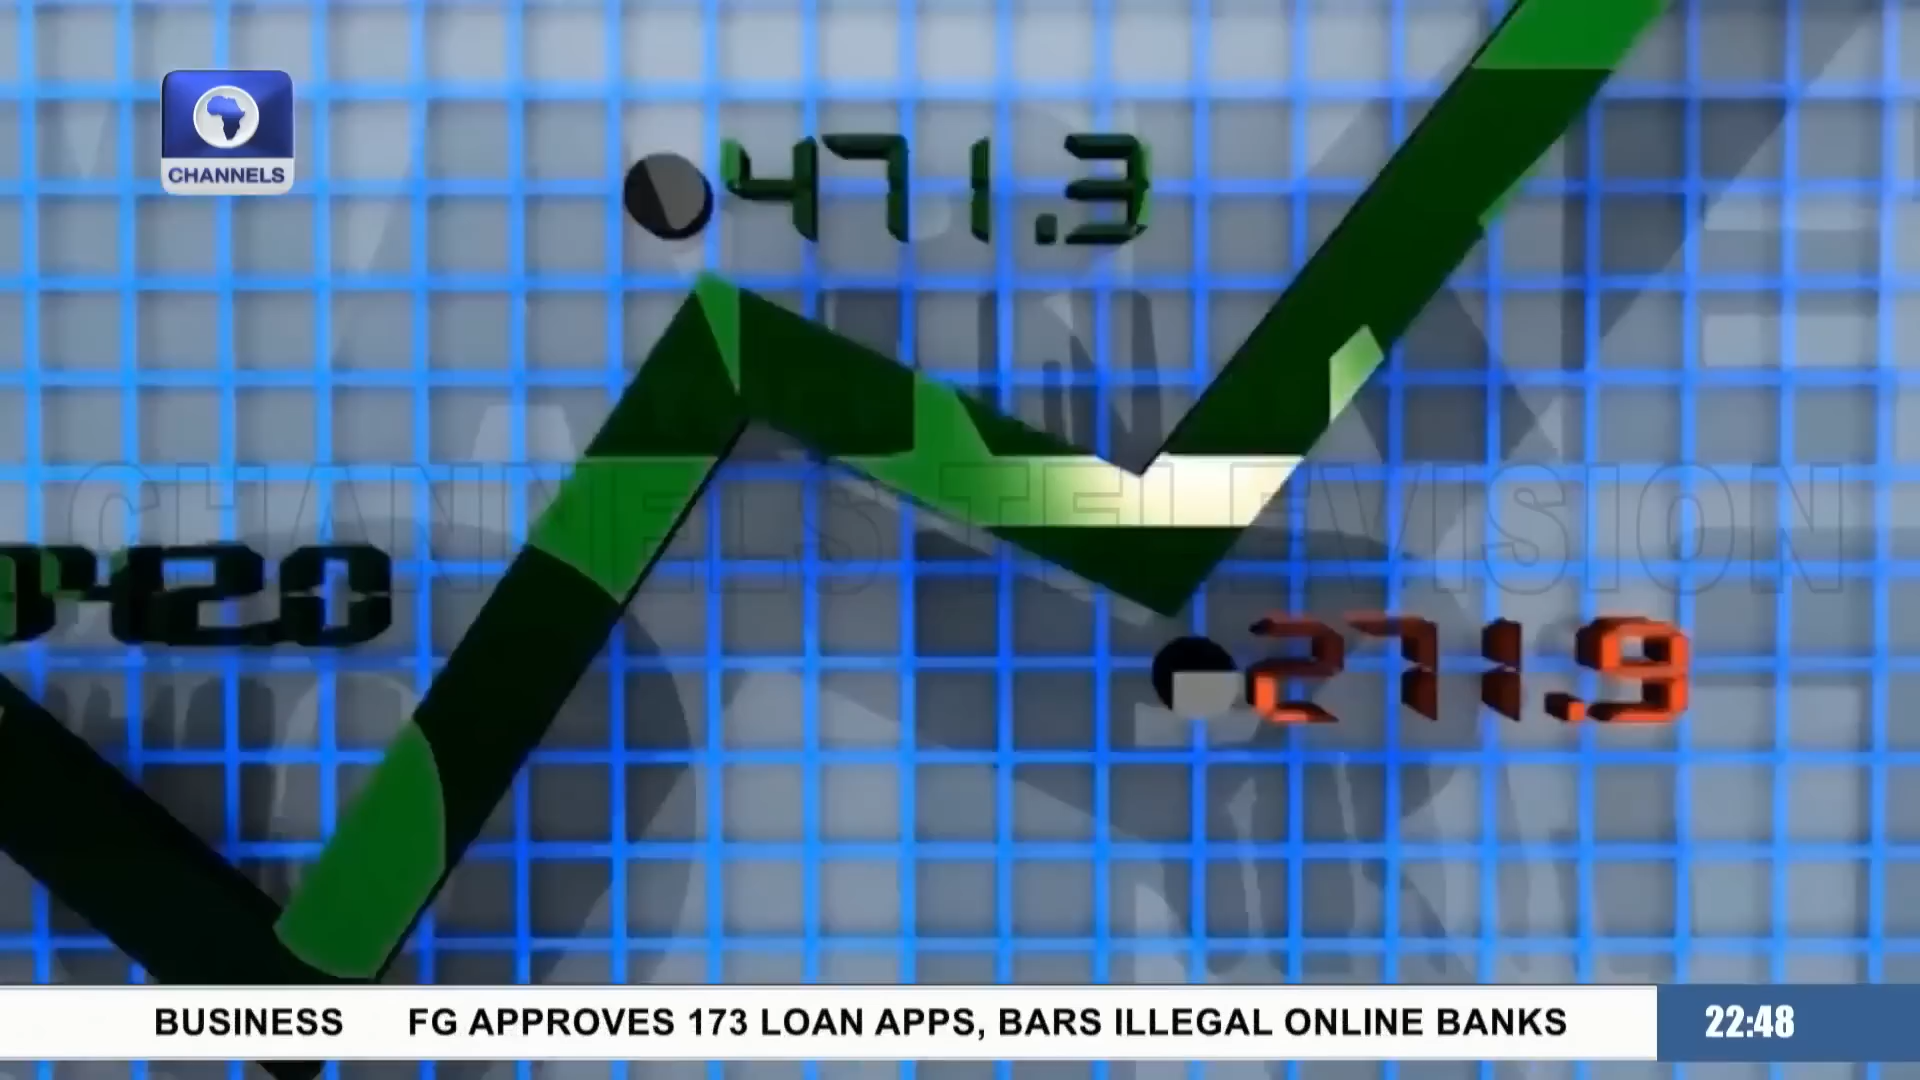 CHANNELS
471.3
CHANNELS TELEVISION
420
271.9
BUSINESS FG APPROVES 173 LOAN APPS, BARS ILLEGAL ONLINE BANKS
22:48